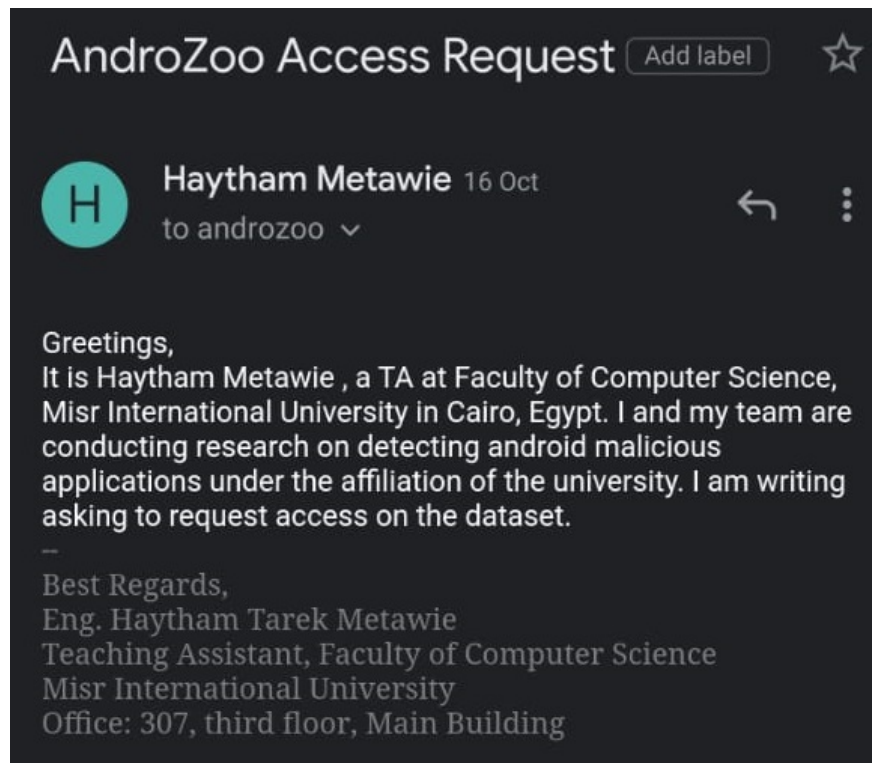 AndroZoo Access Request Add label
H
Haytham Metawie 16 Oct
to androzoo
Greetings,
It is Haytham Metawie , a TA at Faculty of Computer Science,
Misr International University in Cairo, Egypt. I and my team are
conducting research on detecting android malicious
applications under the affiliation of the university. I am writing
asking to request access on the dataset.
--
Best Regards,
Eng. Haytham Tarek Metawie
Teaching Assistant, Faculty of Computer Science
Misr International University
Office: 307, third floor, Main Building